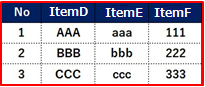 No ItemD ItemE ItemF
1 AAA aaa 111
2 BBB bbb 222
3 CCC ccc 333